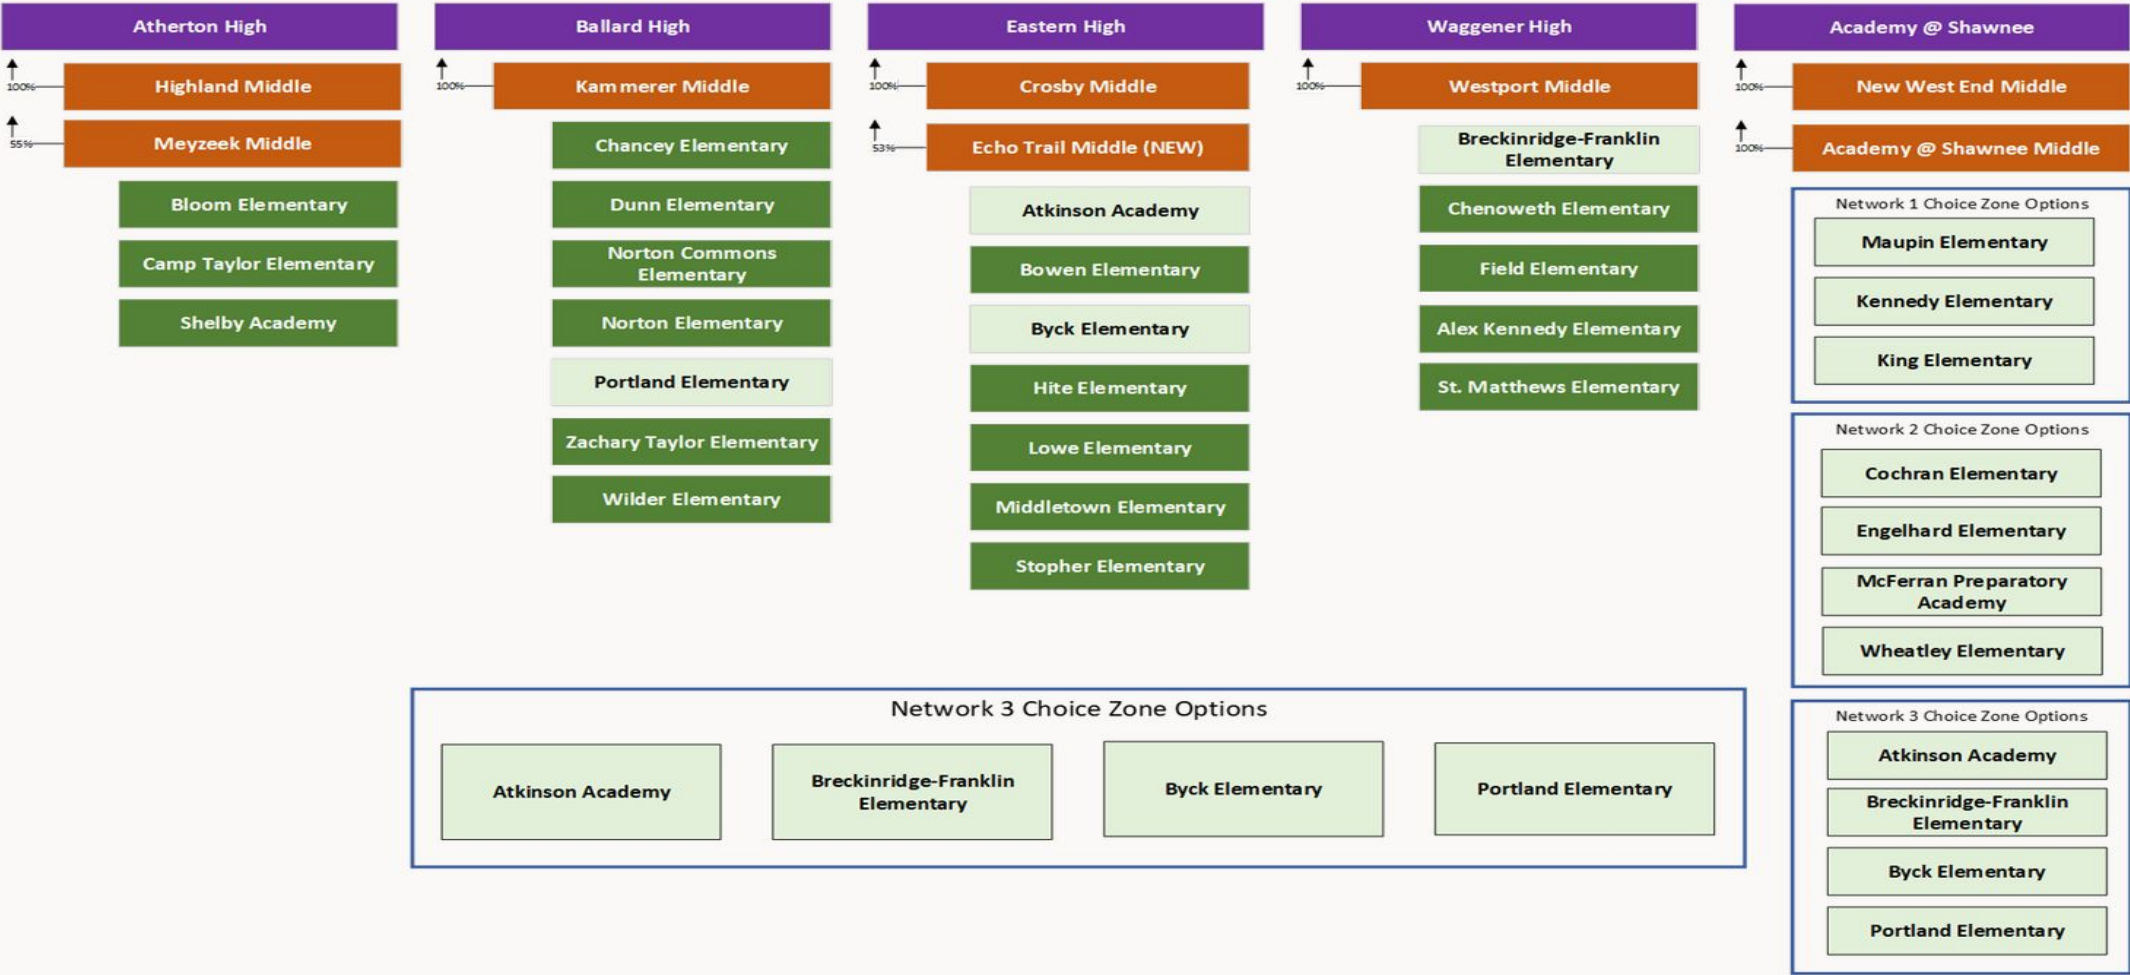 Atherton High
100%
Highland Middle
55%
Meyzeek Middle
Bloom Elementary
Camp Taylor Elementary
Shelby Academy
Ballard High
100%
Kammerer Middle
Chancey Elementary
Dunn Elementary
Norton Commons
Elementary
Norton Elementary
Portland Elementary
Zachary Taylor Elementary
Wilder Elementary
Eastern High
100%
Crosby Middle
53%
Echo Trail Middle (NEW)
Atkinson Academy
Bowen Elementary
Byck Elementary
Hite Elementary
Lowe Elementary
Middletown Elementary
Stopher Elementary
Waggener High
100%
Westport Middle
Breckinridge-Franklin
Elementary
Chenoweth Elementary
Field Elementary
Alex Kennedy Elementary
St. Matthews Elementary
Academy @ Shawnee
100%
New West End Middle
100%
Academy @ Shawnee Middle
Network 1 Choice Zone Options
Maupin Elementary
Kennedy Elementary
King Elementary
Network 2 Choice Zone Options
Cochran Elementary
Engelhard Elementary
McFerran Preparatory
Academy
Wheatley Elementary
Network 3 Choice Zone Options
Atkinson Academy
Breckinridge-Franklin
Elementary
Byck Elementary
Portland Elementary
Network 3 Choice Zone Options
Atkinson Academy
Breckinridge-Franklin
Elementary
Byck Elementary
Portland Elementary